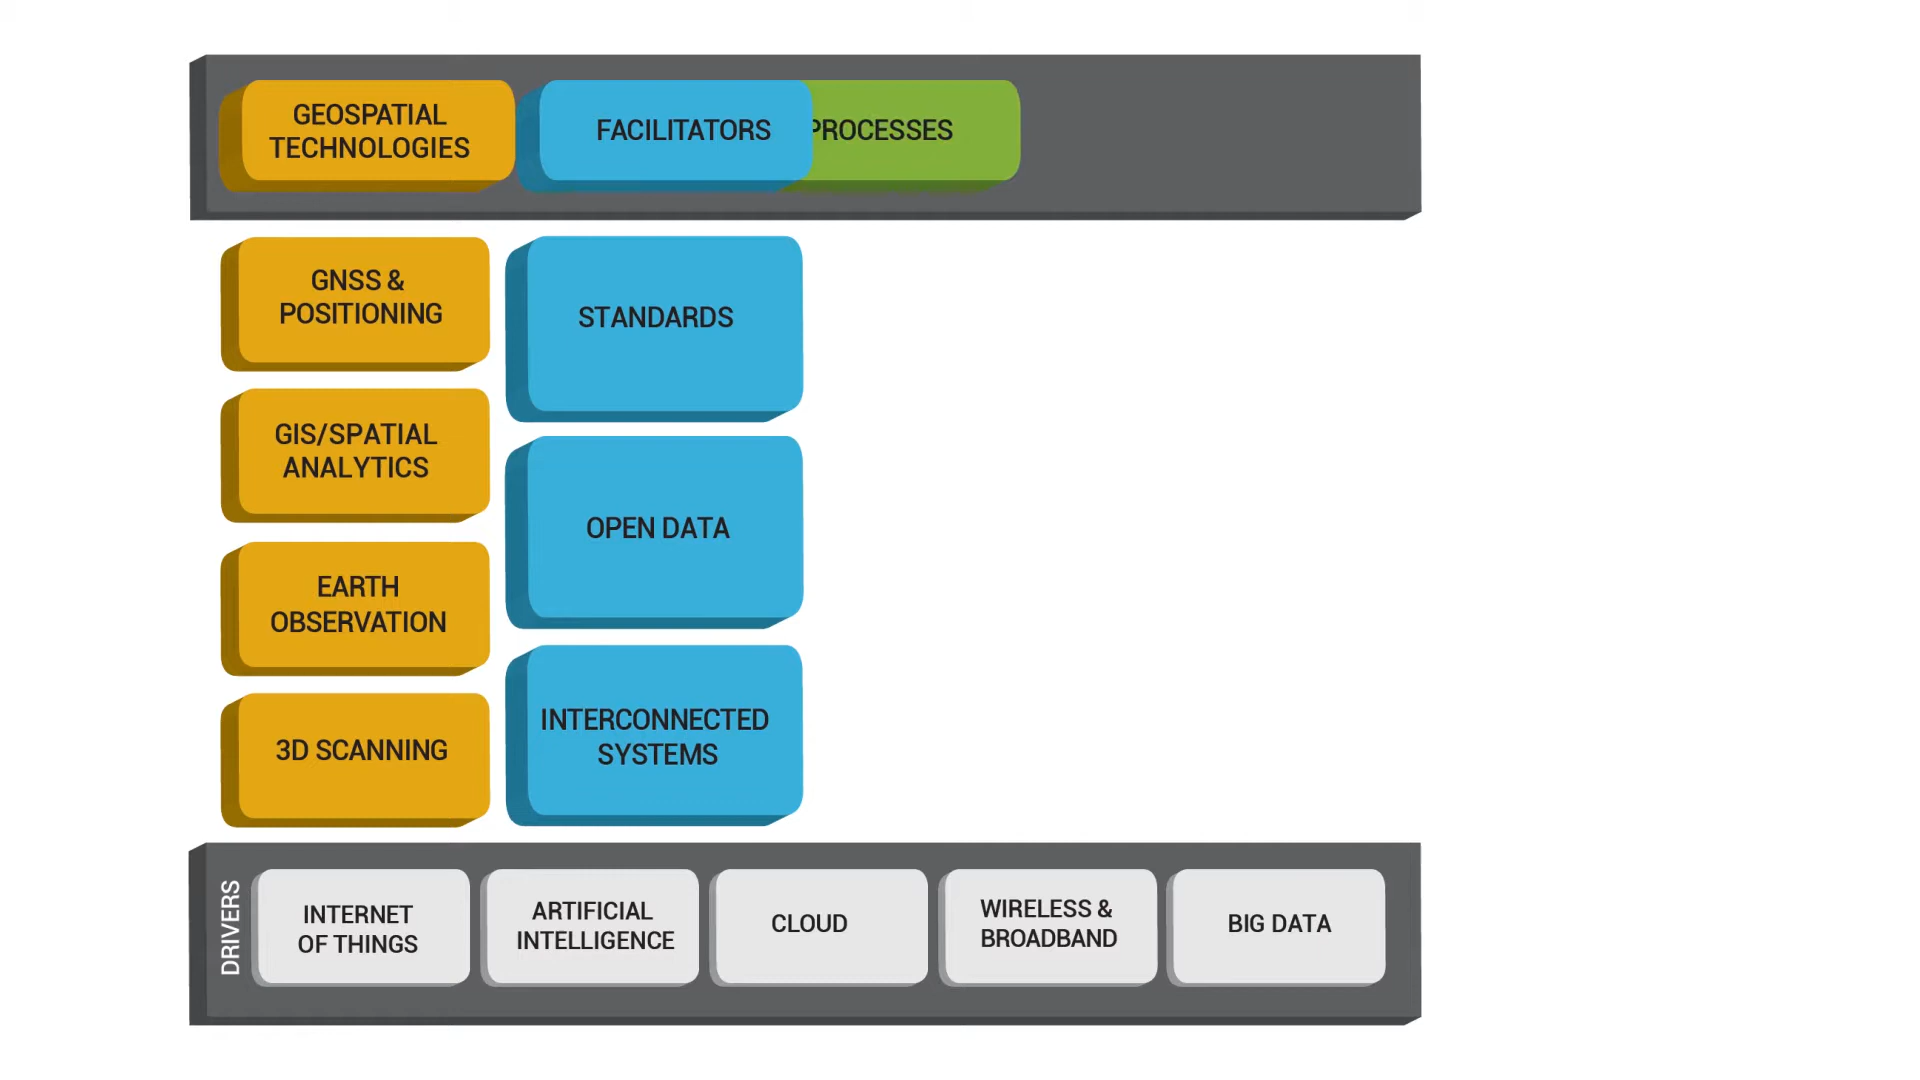 GEOSPATIAL
TECHNOLOGIES
FACILITATORS
PROCESSES
GNSS &
POSITIONING
GIS/SPATIAL
ANALYTICS
EARTH
OBSERVATION
3D SCANNING
STANDARDS
OPEN DATA
INTERCONNECTED
SYSTEMS
DRIVERS
INTERNET
OF THINGS
ARTIFICIAL
INTELLIGENCE
CLOUD
WIRELESS &
BROADBAND
BIG DATA